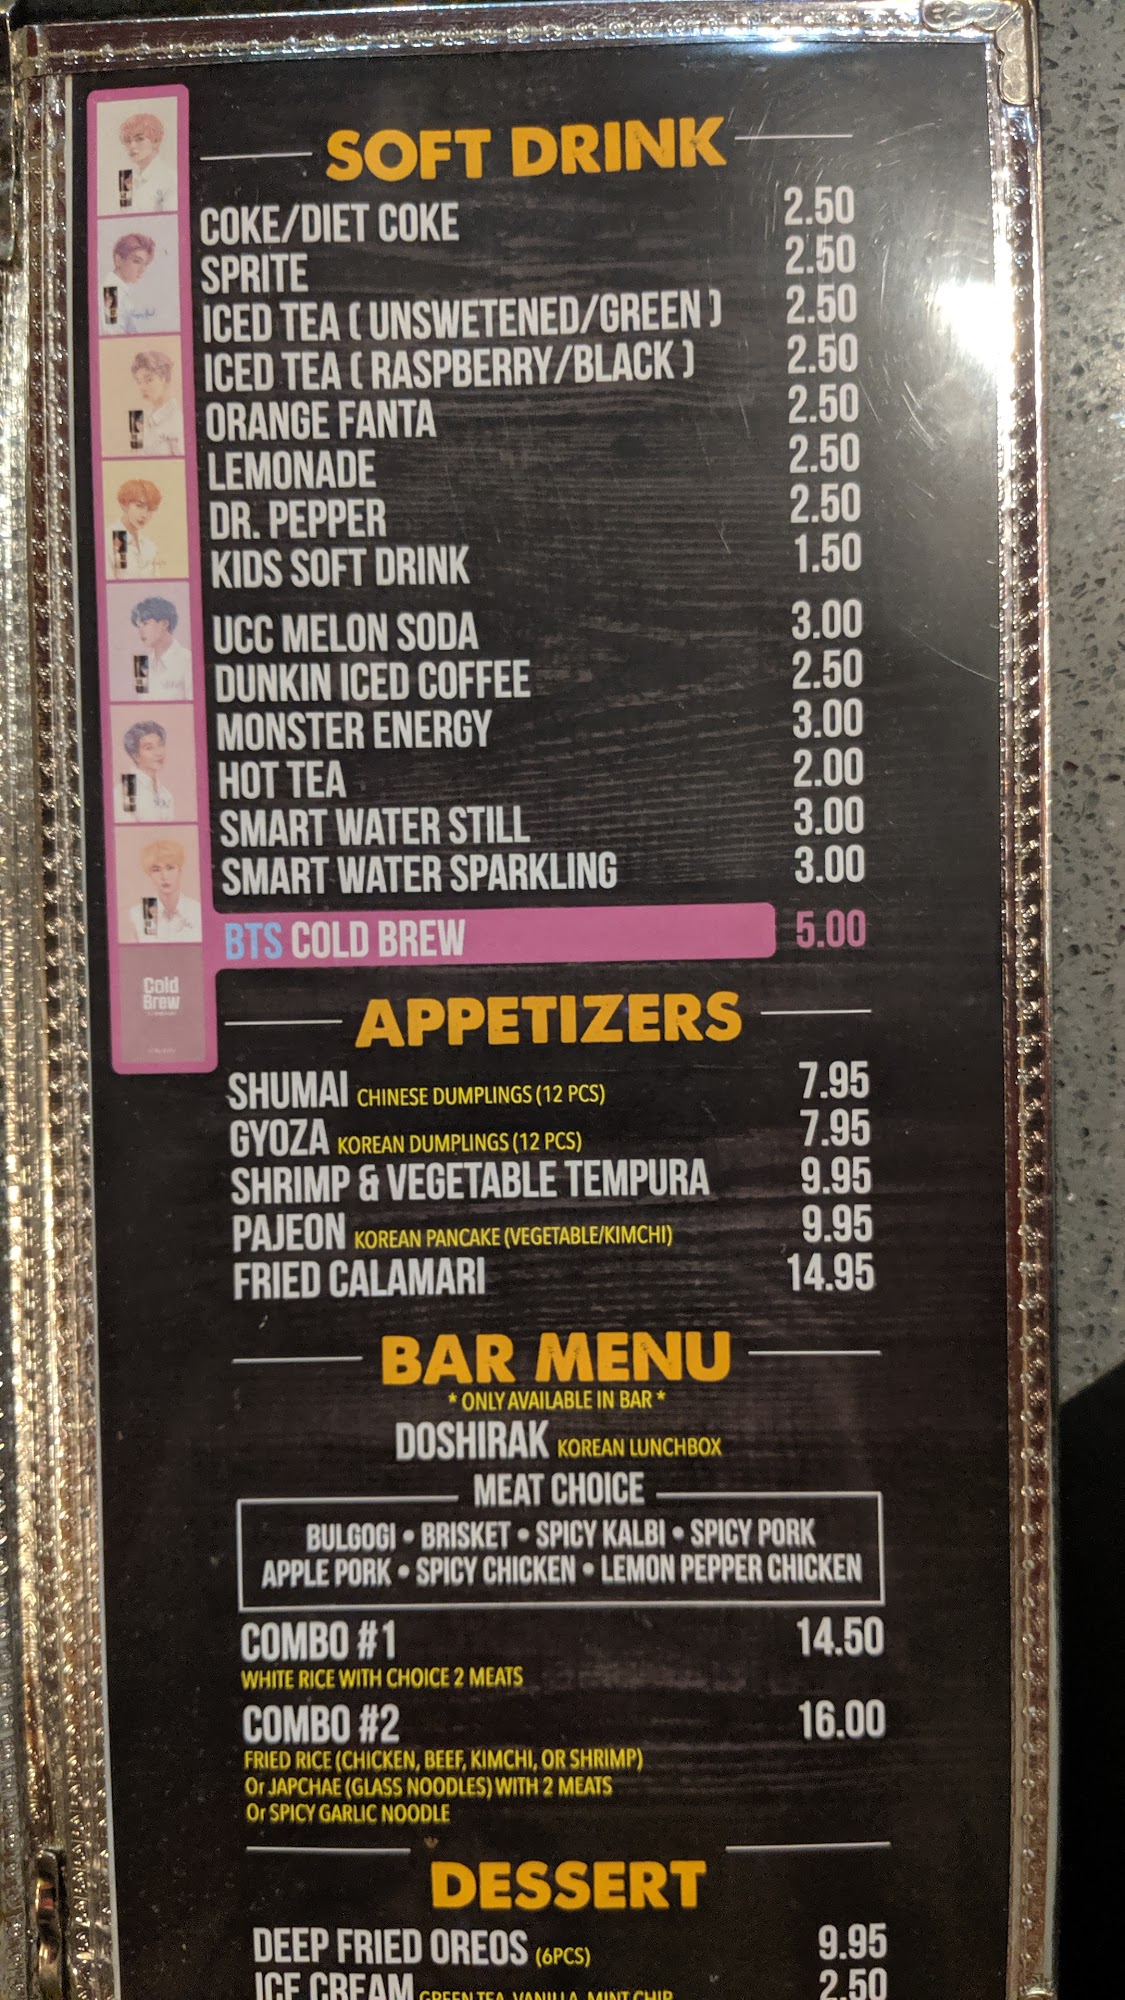 SOFT DRINK
COKE/DIET COKE 2.50
SPRITE 2.50
ICED TEA ( UNSWETENED/GREEN ) 2.50
ICED TEA ( RASPBERRY/BLACK ) 2.50
ORANGE FANTA 2.50
LEMONADE 2.50
DR. PEPPER 2.50
KIDS SOFT DRINK 1.50
UCC MELON SODA 3.00
DUNKIN ICED COFFEE 2.50
MONSTER ENERGY 3.00
HOT TEA 2.00
SMART WATER STILL 3.00
SMART WATER SPARKLING 3.00
BTS COLD BREW 5.00
Cold
Brew
APPETIZERS
SHUMAI CHINESE DUMPLINGS (12 PCS) 7.95
GYOZA KOREAN DUMPLINGS (12 PCS) 7.95
SHRIMP & VEGETABLE TEMPURA 9.95
PAJEON KOREAN PANCAKE (VEGETABLE/KIMCHI) 9.95
FRIED CALAMARI 14.95
BAR MENU
* ONLY AVAILABLE IN BAR *
DOSHIRAK KOREAN LUNCHBOX
MEAT CHOICE
BULGOGI • BRISKET • SPICY KALBI • SPICY PORK
APPLE PORK • SPICY CHICKEN • LEMON PEPPER CHICKEN
COMBO #1 14.50
WHITE RICE WITH CHOICE 2 MEATS
COMBO #2 16.00
FRIED RICE (CHICKEN, BEEF, KIMCHI, OR SHRIMP)
Or JAPCHAE (GLASS NOODLES) WITH 2 MEATS
Or SPICY GARLIC NOODLE
DESSERT
DEEP FRIED OREOS (6PCS) 9.95
ICE CREAM GREEN TEA, VANILLA, MINT CHIP 2.50